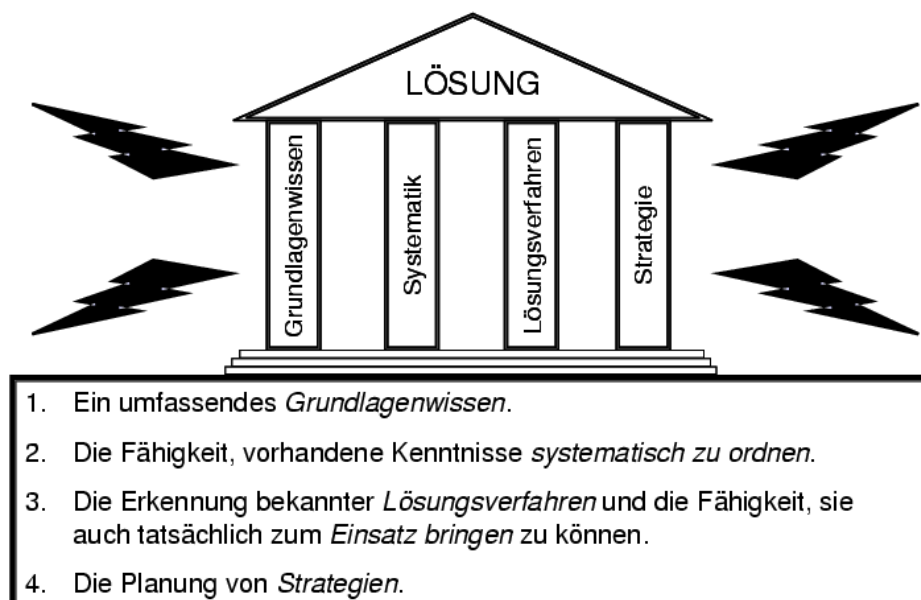 LÖSUNG
Grundlagenwissen
Systematik
Lösungsverfahren
Strategie
1. Ein umfassendes Grundlagenwissen.
2. Die Fähigkeit, vorhandene Kenntnisse systematisch zu ordnen.
3. Die Erkennung bekannter Lösungsverfahren und die Fähigkeit, sie
auch tatsächlich zum Einsatz bringen zu können.
4. Die Planung von Strategien.